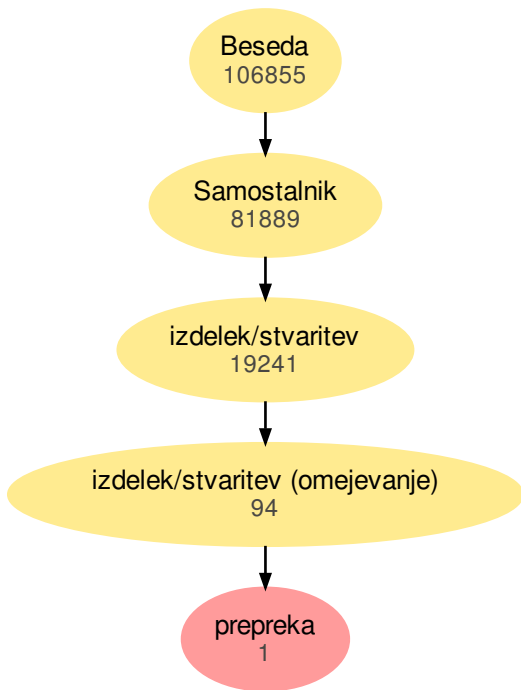 Beseda
106855
Samostalnik
81889
izdelek/stvaritev
19241
izdelek/stvaritev (omejevanje)
94
prepreka
1